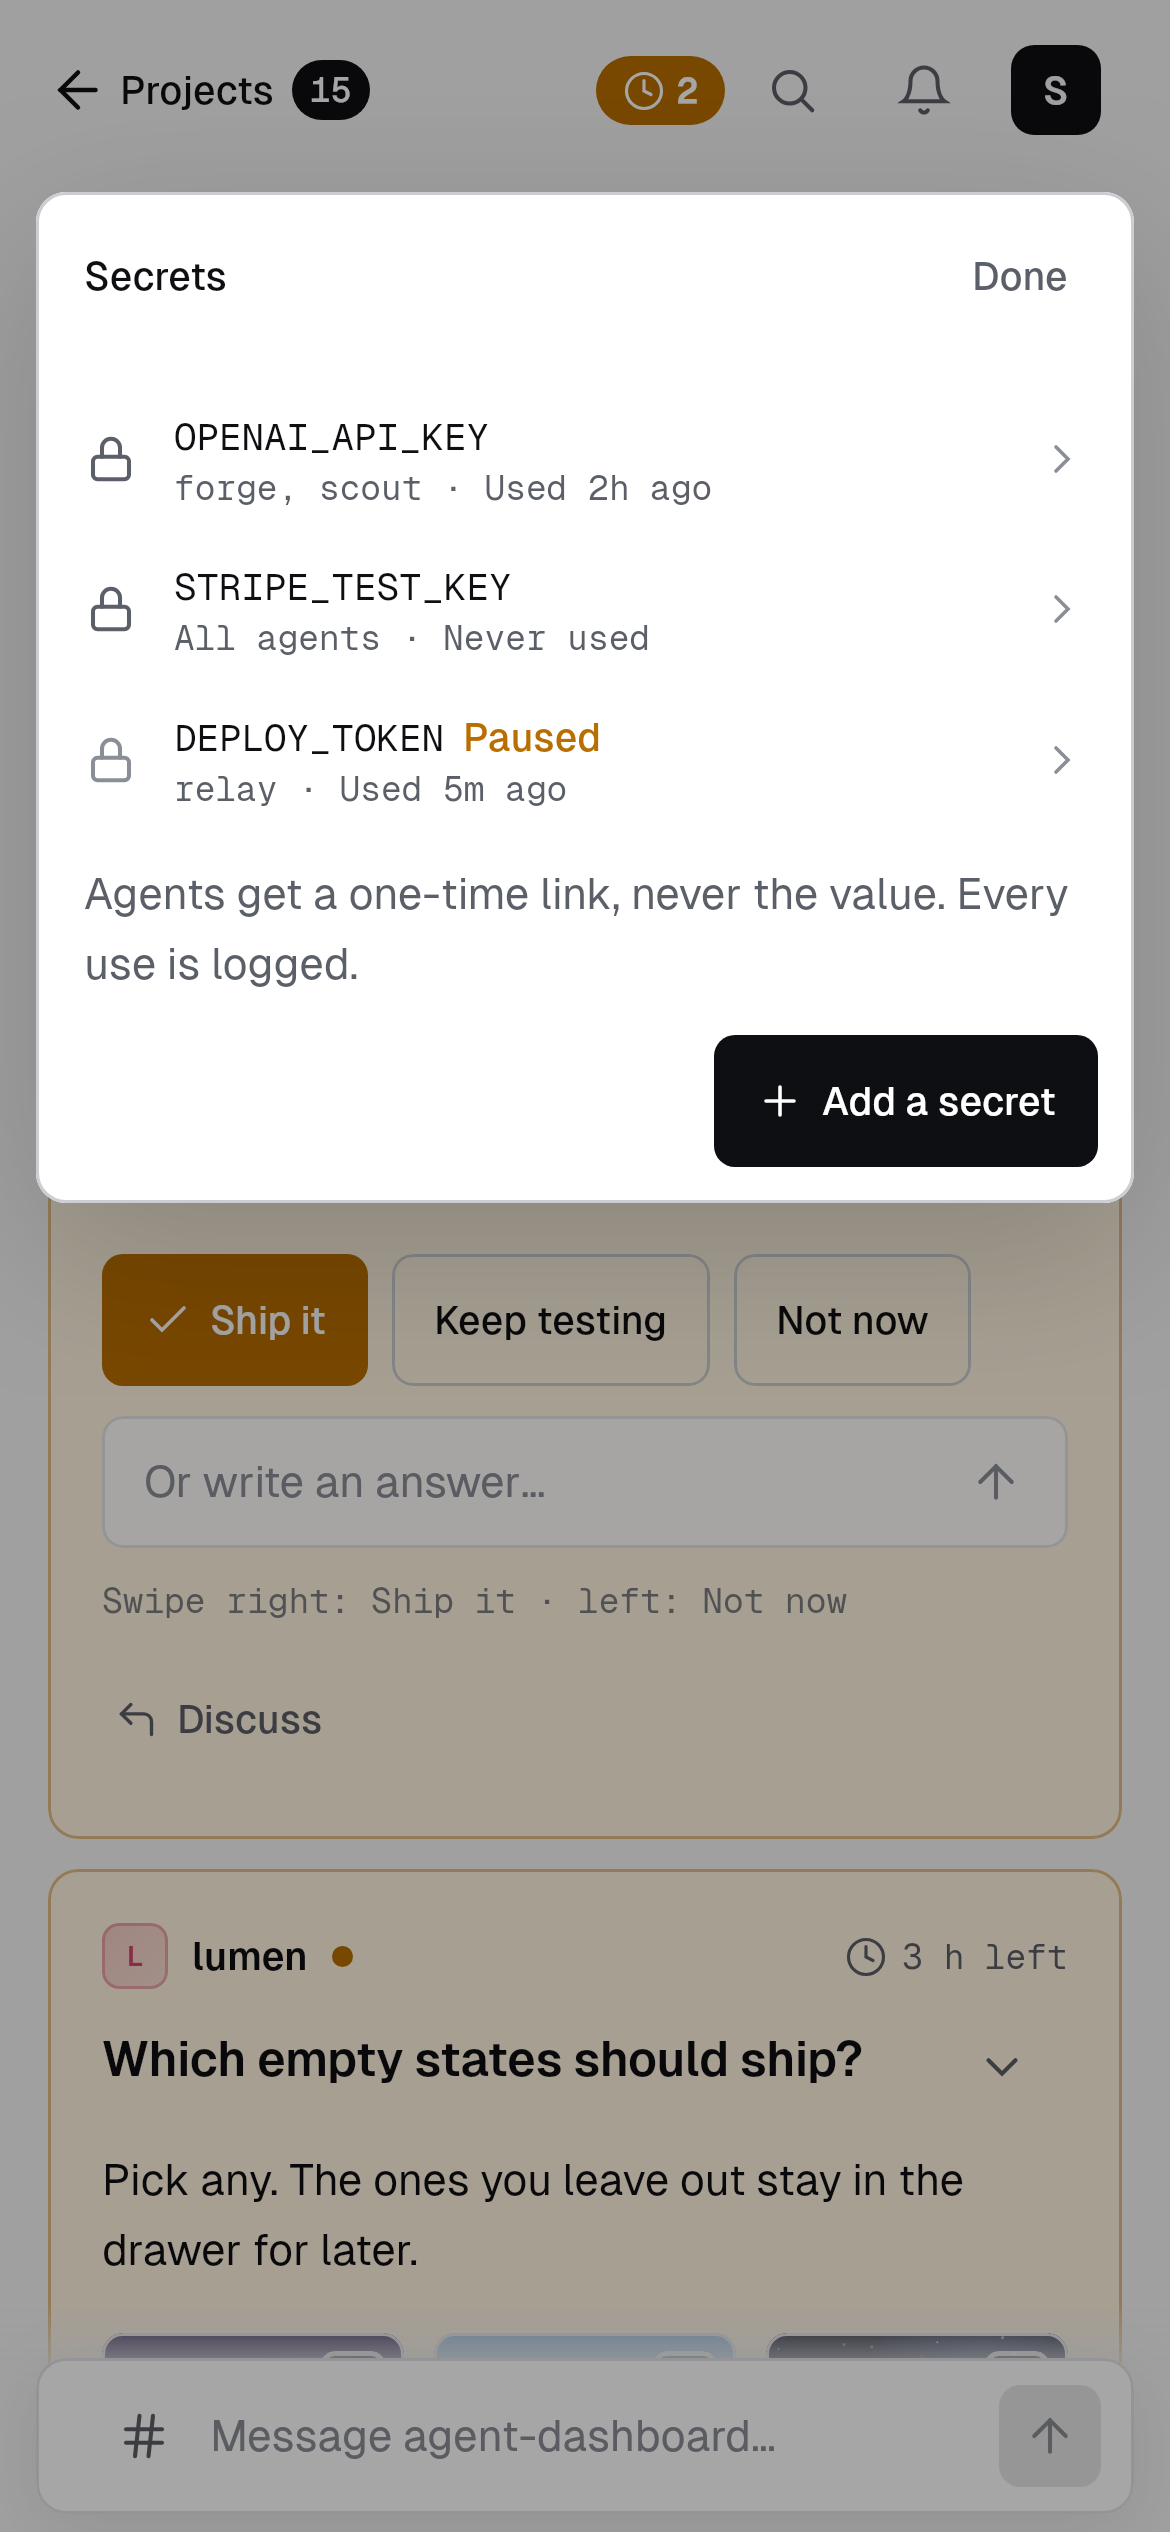 Projects 15
2
S
Secrets
Done
OPENAI_API_KEY
forge, scout · Used 2h ago
STRIPE_TEST_KEY
All agents · Never used
DEPLOY_TOKEN Paused
relay · Used 5m ago
Agents get a one-time link, never the value. Every
use is logged.
Add a secret
Ship it
Keep testing
Not now
Or write an answer…
Swipe right: Ship it · left: Not now
Discuss
L
lumen
3 h left
Which empty states should ship?
Pick any. The ones you leave out stay in the
drawer for later.
# Message agent-dashboard…